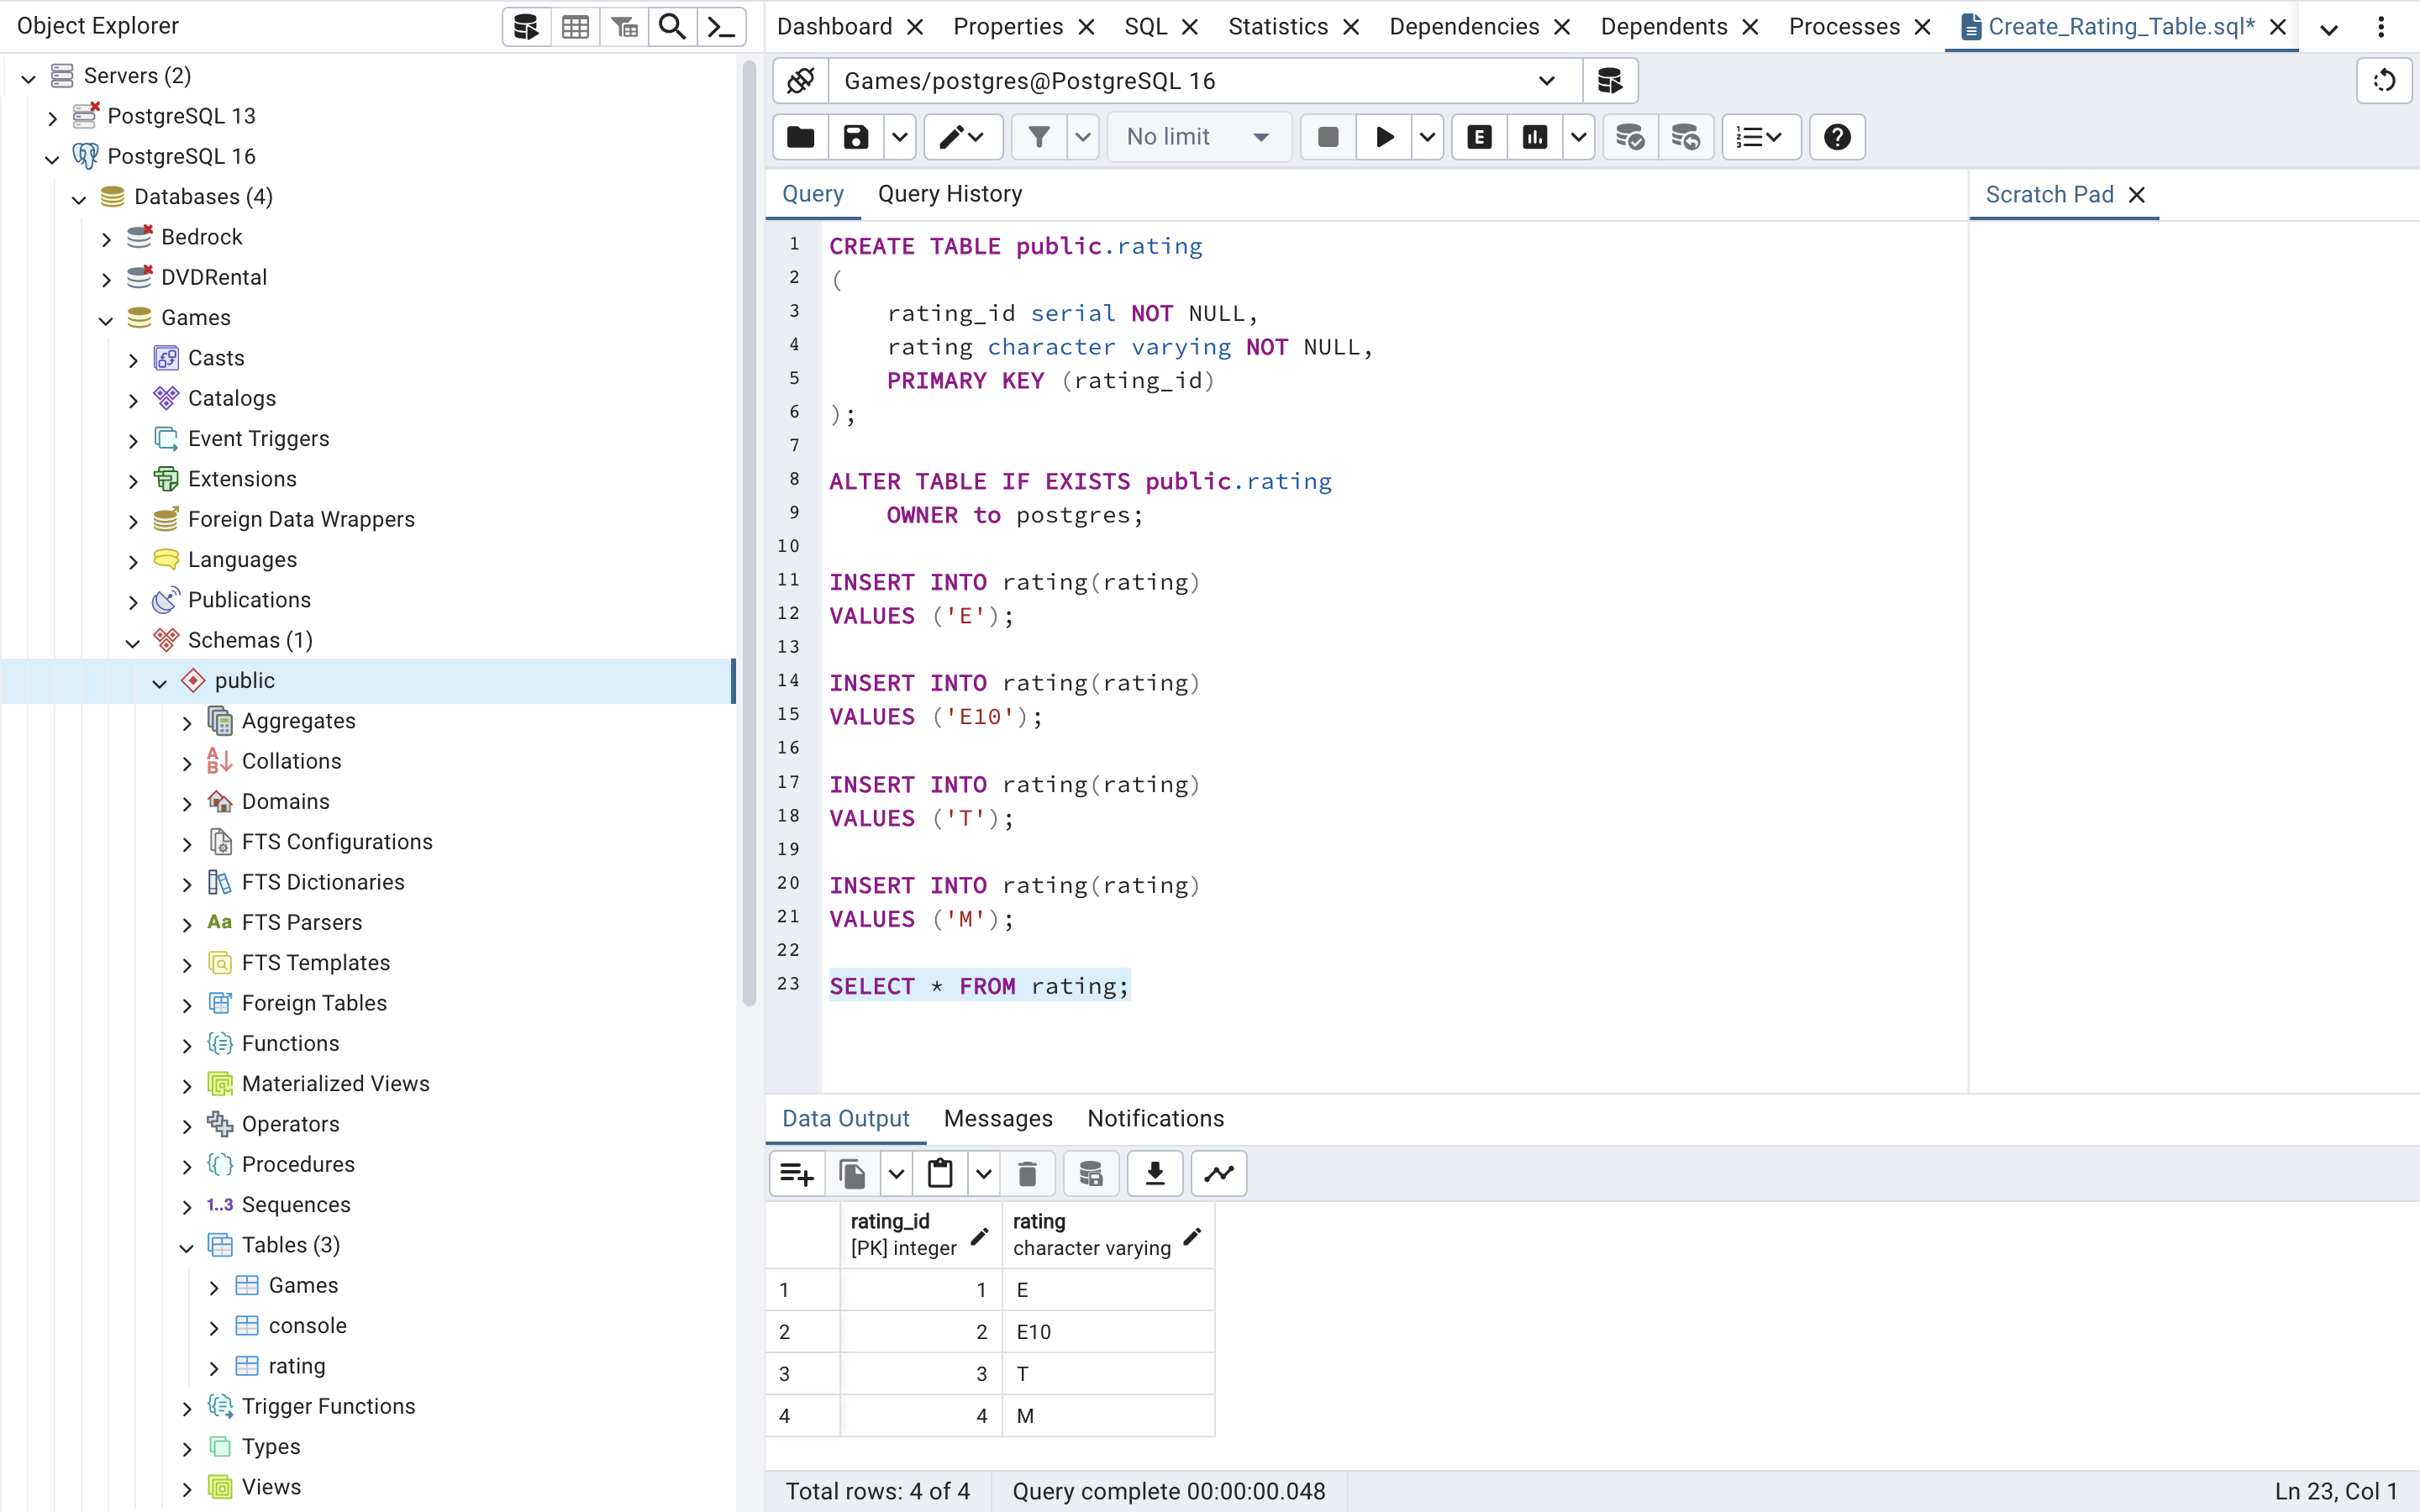 Object Explorer
Servers (2)
PostgreSQL 13
PostgreSQL 16
Databases (4)
Bedrock
DVDRental
Games
Casts
Catalogs
Event Triggers
Extensions
Foreign Data Wrappers
Languages
Publications
Schemas (1)
public
Aggregates
Collations
Domains
FTS Configurations
FTS Dictionaries
Aa FTS Parsers
FTS Templates
Foreign Tables
Functions
Materialized Views
Operators
Procedures
1..3 Sequences
Tables (3)
Games
console
rating
Trigger Functions
Types
Views
Dashboard Properties SQL Statistics Dependencies Dependents Processes Create_Rating_Table.sql*
Games/postgres@PostgreSQL 16
No limit E
Query Query History
Scratch Pad
1 CREATE TABLE public.rating
2 (
3 rating_id serial NOT NULL,
4 rating character varying NOT NULL,
5 PRIMARY KEY (rating_id)
6 );
7
8 ALTER TABLE IF EXISTS public.rating
9 OWNER to postgres;
10
11 INSERT INTO rating(rating)
12 VALUES ('E');
13
14 INSERT INTO rating(rating)
15 VALUES ('E10');
16
17 INSERT INTO rating(rating)
18 VALUES ('T');
19
20 INSERT INTO rating(rating)
21 VALUES ('M');
22
23 SELECT * FROM rating;
Data Output Messages Notifications
rating_id rating
[PK] integer character varying
1 1 E
2 2 E10
3 3 T
4 4 M
Total rows: 4 of 4 Query complete 00:00:00.048 Ln 23, Col 1